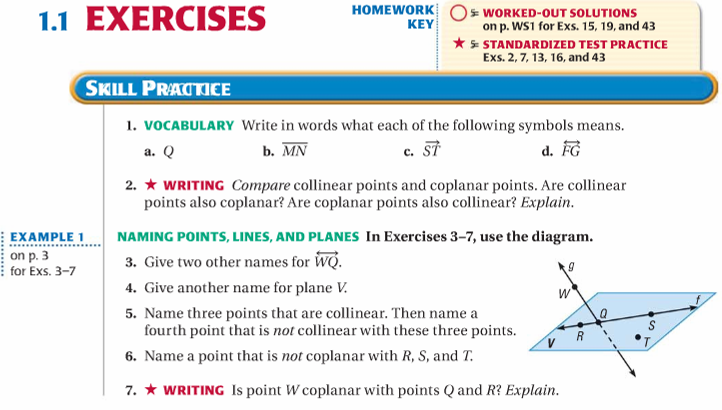 1.1 EXERCISES
HOMEWORK
KEY
= WORKED-OUT SOLUTIONS
on p. WS1 for Exs. 15, 19, and 43
★ = STANDARDIZED TEST PRACTICE
Exs. 2, 7, 13, 16, and 43
SKILL PRACTICE
1. VOCABULARY Write in words what each of the following symbols means.
a. Q b. MN c. ST d. FG
2. ★ WRITING Compare collinear points and coplanar points. Are collinear
points also coplanar? Are coplanar points also collinear? Explain.
EXAMPLE 1
on p. 3
for Exs. 3–7
NAMING POINTS, LINES, AND PLANES In Exercises 3–7, use the diagram.
3. Give two other names for WQ.
4. Give another name for plane V.
5. Name three points that are collinear. Then name a
fourth point that is not collinear with these three points.
6. Name a point that is not coplanar with R, S, and T.
7. ★ WRITING Is point W coplanar with points Q and R? Explain.
g
W
f
Q
S
R
T
V